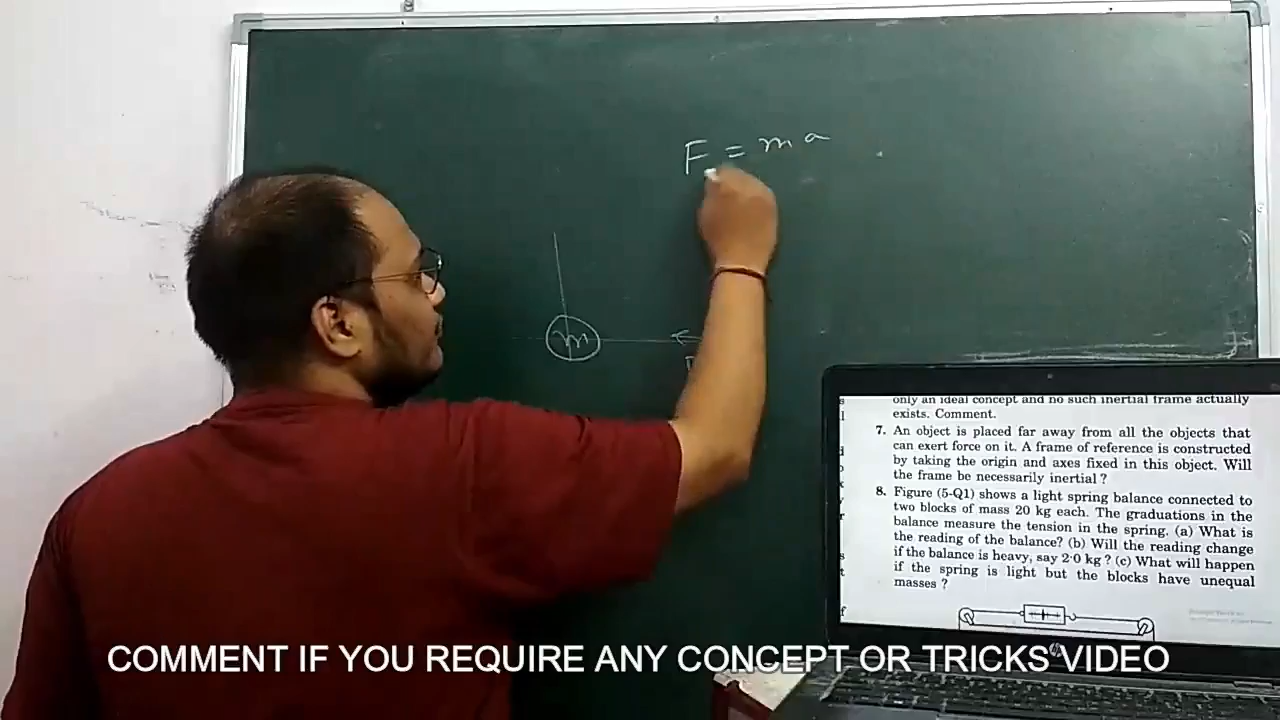 F = ma
m
only an ideal concept and no such inertial frame actually
exists. Comment.
7. An object is placed far away from all the objects that
can exert force on it. A frame of reference is constructed
by taking the origin and axes fixed in this object. Will
the frame be necessarily inertial ?
8. Figure (5-Q1) shows a light spring balance connected to
two blocks of mass 20 kg each. The graduations in the
balance measure the tension in the spring. (a) What is
the reading of the balance? (b) Will the reading change
if the balance is heavy, say 2·0 kg ? (c) What will happen
if the spring is light but the blocks have unequal
masses ?
hp
COMMENT IF YOU REQUIRE ANY CONCEPT OR TRICKS VIDEO